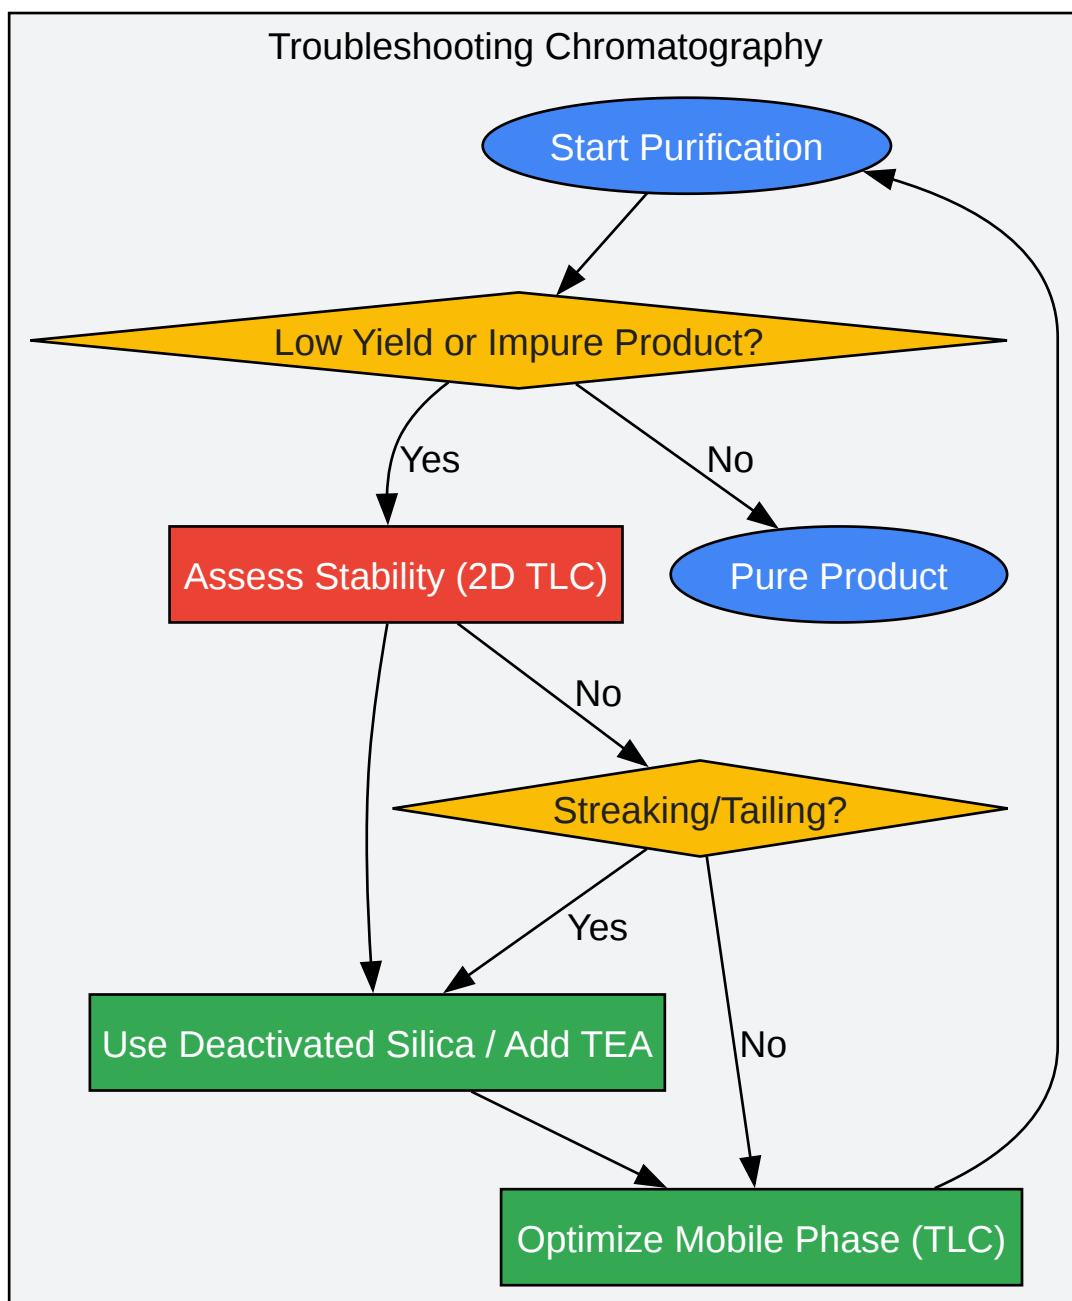 Troubleshooting Chromatography
Start Purification
Low Yield or Impure Product?
Yes
No
Assess Stability (2D TLC)
Pure Product
No
Streaking/Tailing?
Yes
Use Deactivated Silica / Add TEA
No
Optimize Mobile Phase (TLC)